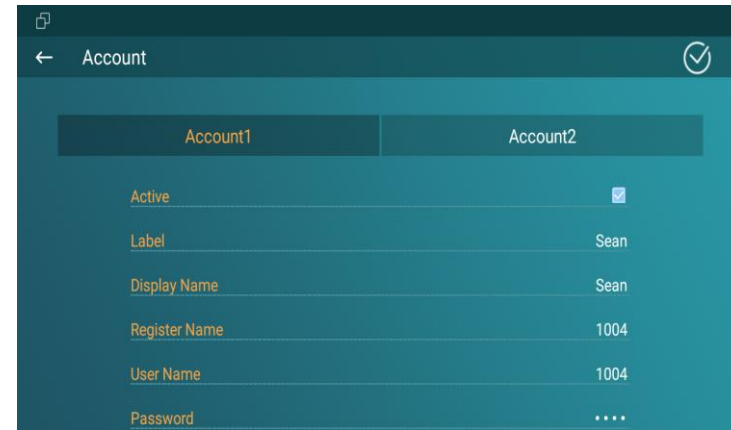 Account
Account1 Account2
Active
Label Sean
Display Name Sean
Register Name 1004
User Name 1004
Password ••••